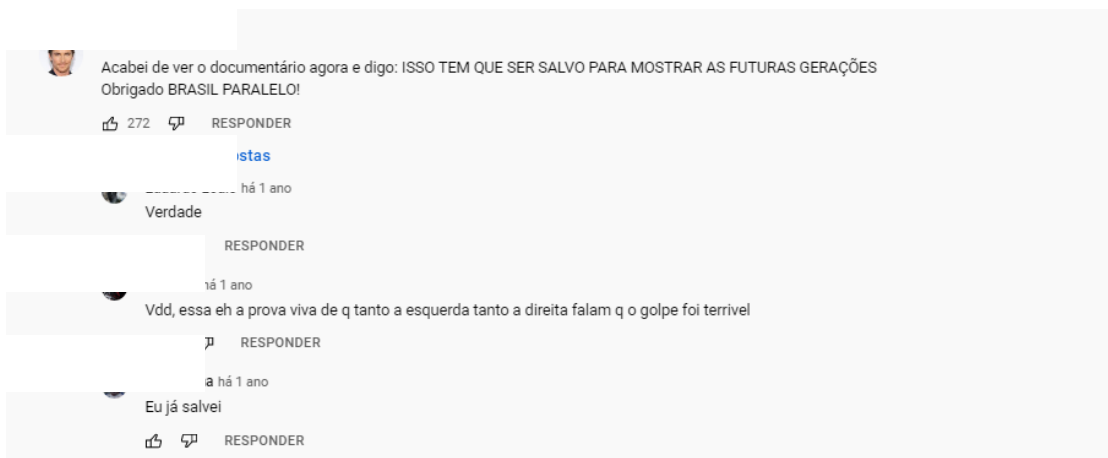 Acabei de ver o documentário agora e digo: ISSO TEM QUE SER SALVO PARA MOSTRAR AS FUTURAS GERAÇÕES
Obrigado BRASIL PARALELO!
272 RESPONDER
há 1 ano
Verdade
RESPONDER
há 1 ano
Vdd, essa eh a prova viva de q tanto a esquerda tanto a direita falam q o golpe foi terrivel
RESPONDER
há 1 ano
Eu já salvei
RESPONDER